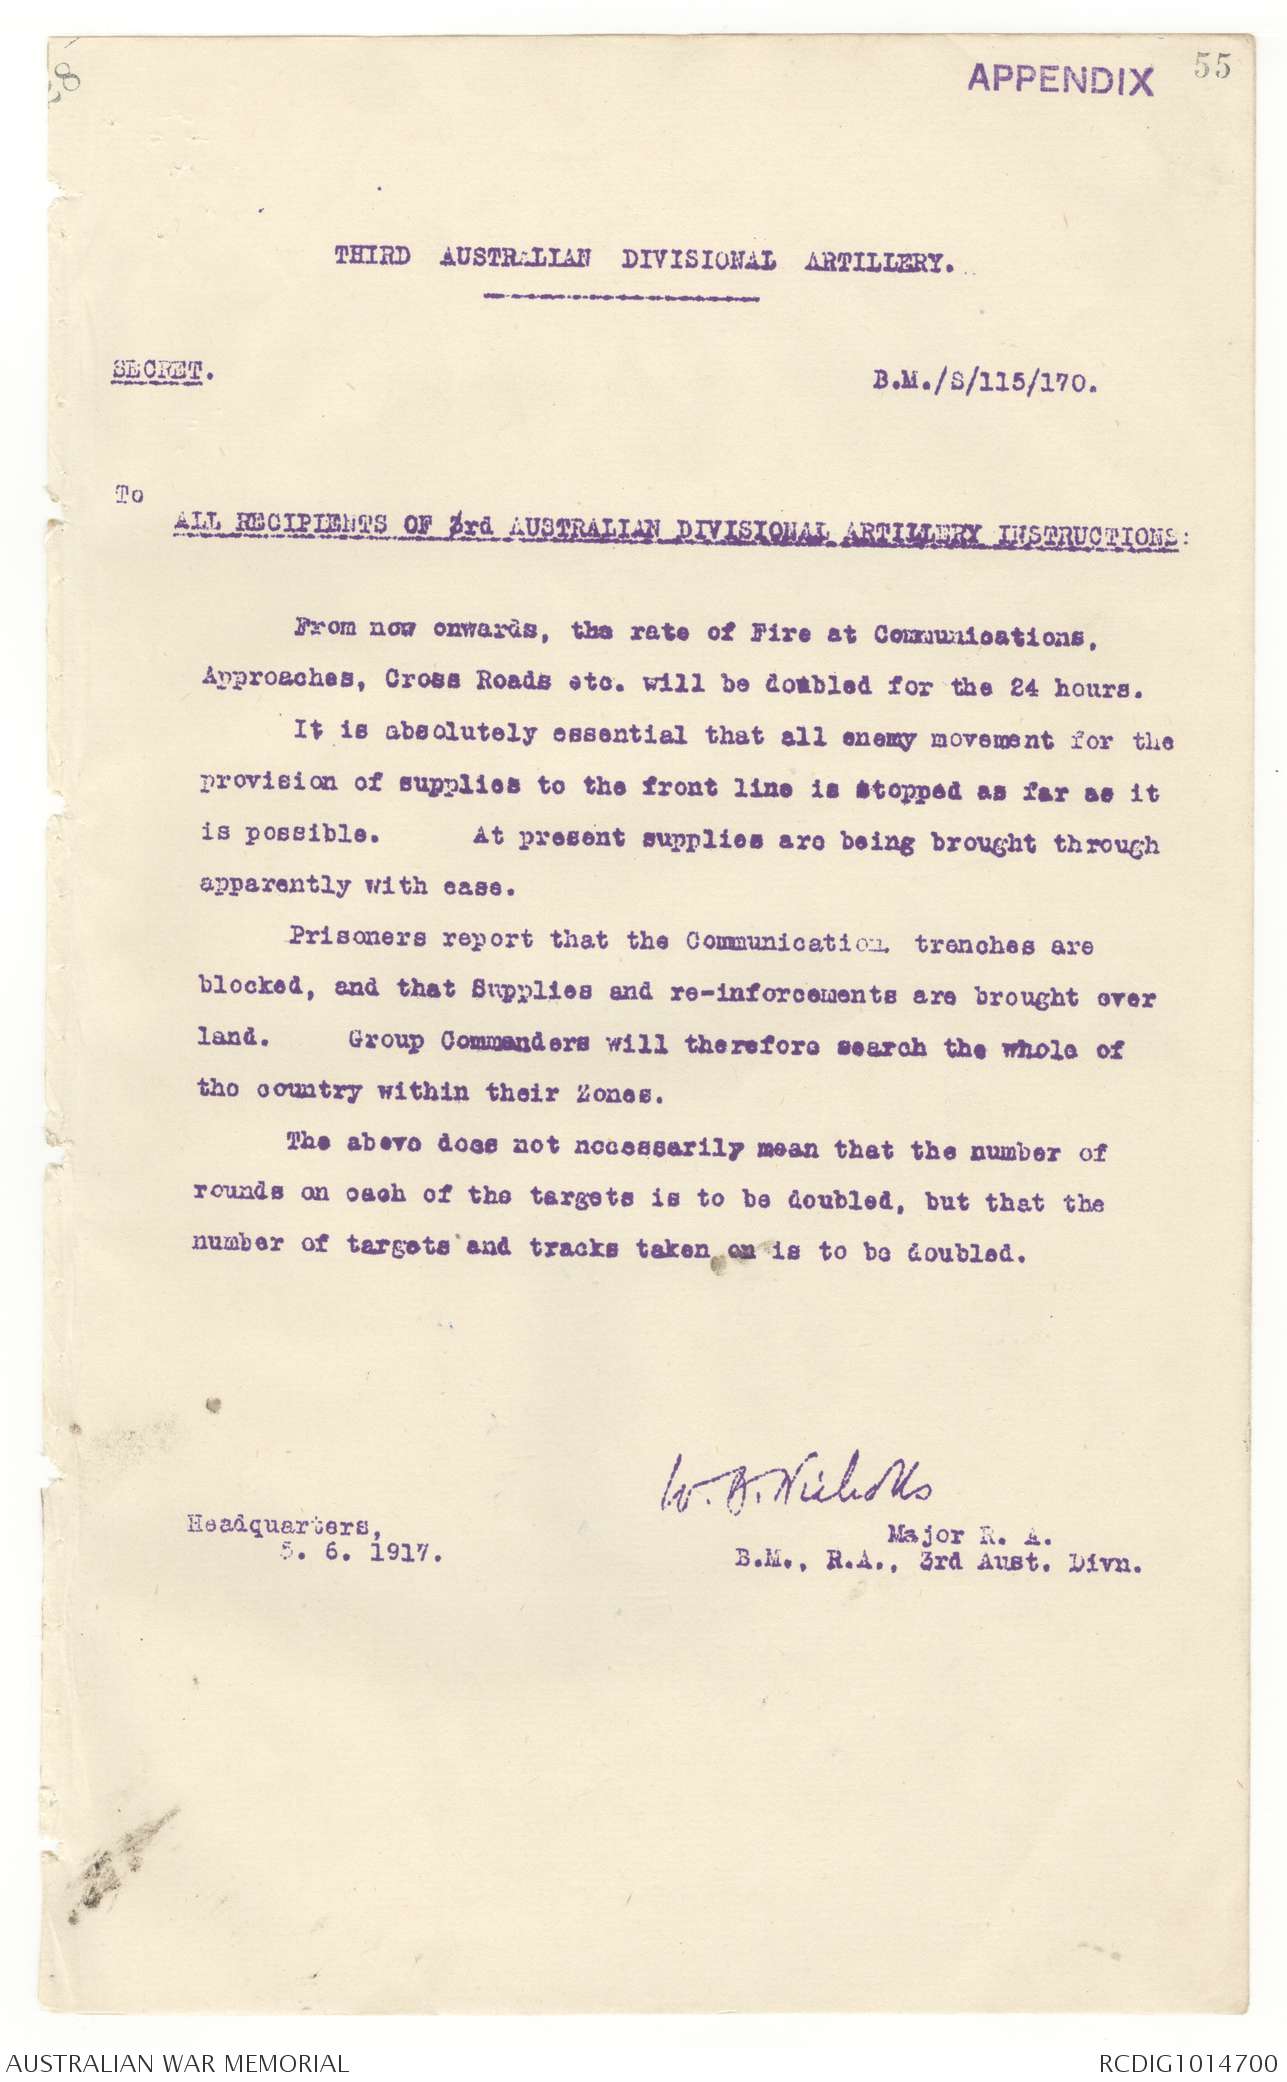 APPENDIX 55
THIRD AUSTRALIAN DIVISIONAL ARTILLERY.
SECRET.
B.M./S/115/170.
To
ALL RECIPIENTS OF 3rd AUSTRALIAN DIVISIONAL ARTILLERY INSTRUCTIONS:
From now onwards, the rate of Fire at Communications,
Approaches, Cross Roads etc. will be doubled for the 24 hours.
It is absolutely essential that all enemy movement for the
provision of supplies to the front line is stopped as far as it
is possible. At present supplies are being brought through
apparently with ease.
Prisoners report that the Communication trenches are
blocked, and that Supplies and re-inforcements are brought over
land. Group Commanders will therefore search the whole of
the country within their Zones.
The above does not necessarily mean that the number of
rounds on each of the targets is to be doubled, but that the
number of targets and tracks taken on is to be doubled.
W. B. Nicholls
Headquarters,
5. 6. 1917.
Major R. A.
B.M., R.A., 3rd Aust. Divn.
AUSTRALIAN WAR MEMORIAL
RCDIG1014700